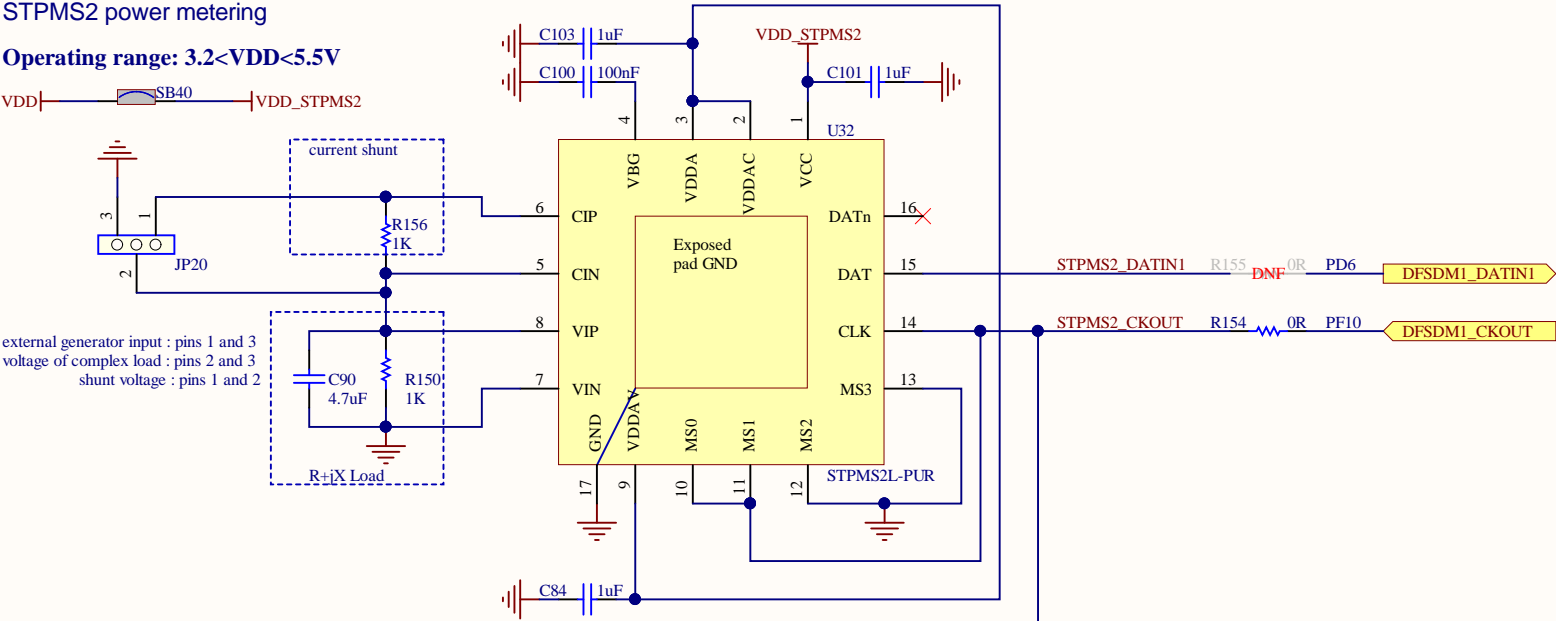 STPMS2 power metering
Operating range: 3.2<VDD<5.5V
VDD
SB40
VDD_STPMS2
C103
1uF
C100
100nF
VDD_STPMS2
C101
1uF
4
3
2
1
U32
VBG
VDDA
VDDAC
VCC
current shunt
R156
1K
3
1
2
JP20
6
CIP
5
CIN
8
VIP
7
VIN
Exposed
pad GND
DATn
16
DAT
15
CLK
14
MS3
13
STPMS2_DATIN1
R155
DNF
0R
PD6
DFSDM1_DATIN1
STPMS2_CKOUT
R154
0R
PF10
DFSDM1_CKOUT
external generator input : pins 1 and 3
voltage of complex load : pins 2 and 3
shunt voltage : pins 1 and 2
C90
4.7uF
R150
1K
R+jX Load
GND
VDDAV
MS0
MS1
MS2
17
9
10
11
12
STPMS2L-PUR
C84
1uF